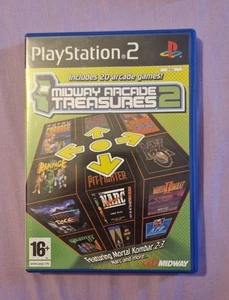 PlayStation 2
Includes 20 arcade games!
MIDWAY ARCADE
TREASURES 2
RAMPAGE
PIT-FIGHTER
NARC
Featuring Mortal Kombat 2·3
Narc and more...
16+
MIDWAY